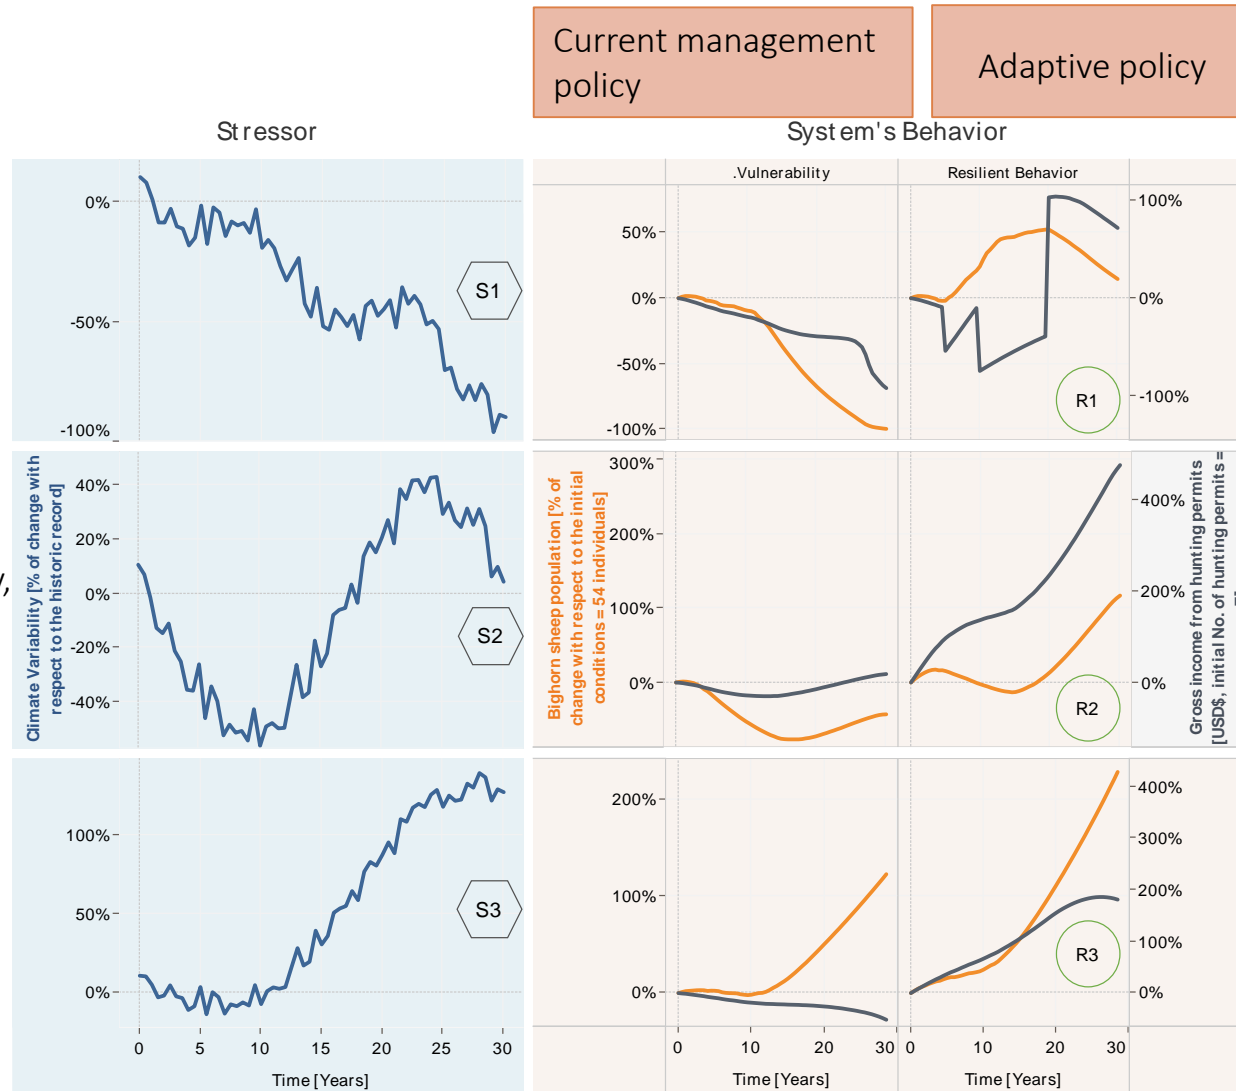 Current management
policy
Adaptive policy
Stressor
System's Behavior
.Vulnerability
Resilient Behavior
0%
-50%
-100%
S1
50%
0%
-50%
-100%
100%
0%
-100%
R1
Climate Variability [% of change with
respect to the historic record]
40%
20%
0%
-20%
-40%
S2
Bighorn sheep population [% of
change with respect to the initial
conditions = 54 individuals]
300%
200%
100%
0%
400%
200%
0%
R2
Gross income from hunting permits
[USD$, initial No. of hunting permits =
100%
50%
0%
S3
200%
100%
0%
400%
300%
200%
100%
0%
R3
0 5 10 15 20 25 30
Time [Years]
0 10 20 30
Time [Years]
0 10 20 30
Time [Years]